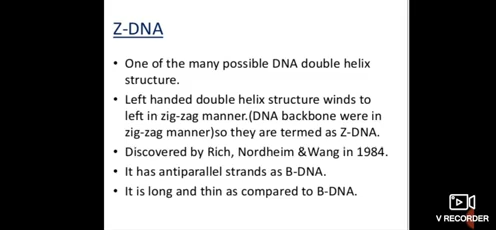 Z-DNA
• One of the many possible DNA double helix
structure.
• Left handed double helix structure winds to
left in zig-zag manner.(DNA backbone were in
zig-zag manner)so they are termed as Z-DNA.
• Discovered by Rich, Nordheim &Wang in 1984.
• It has antiparallel strands as B-DNA.
• It is long and thin as compared to B-DNA.
V RECORDER